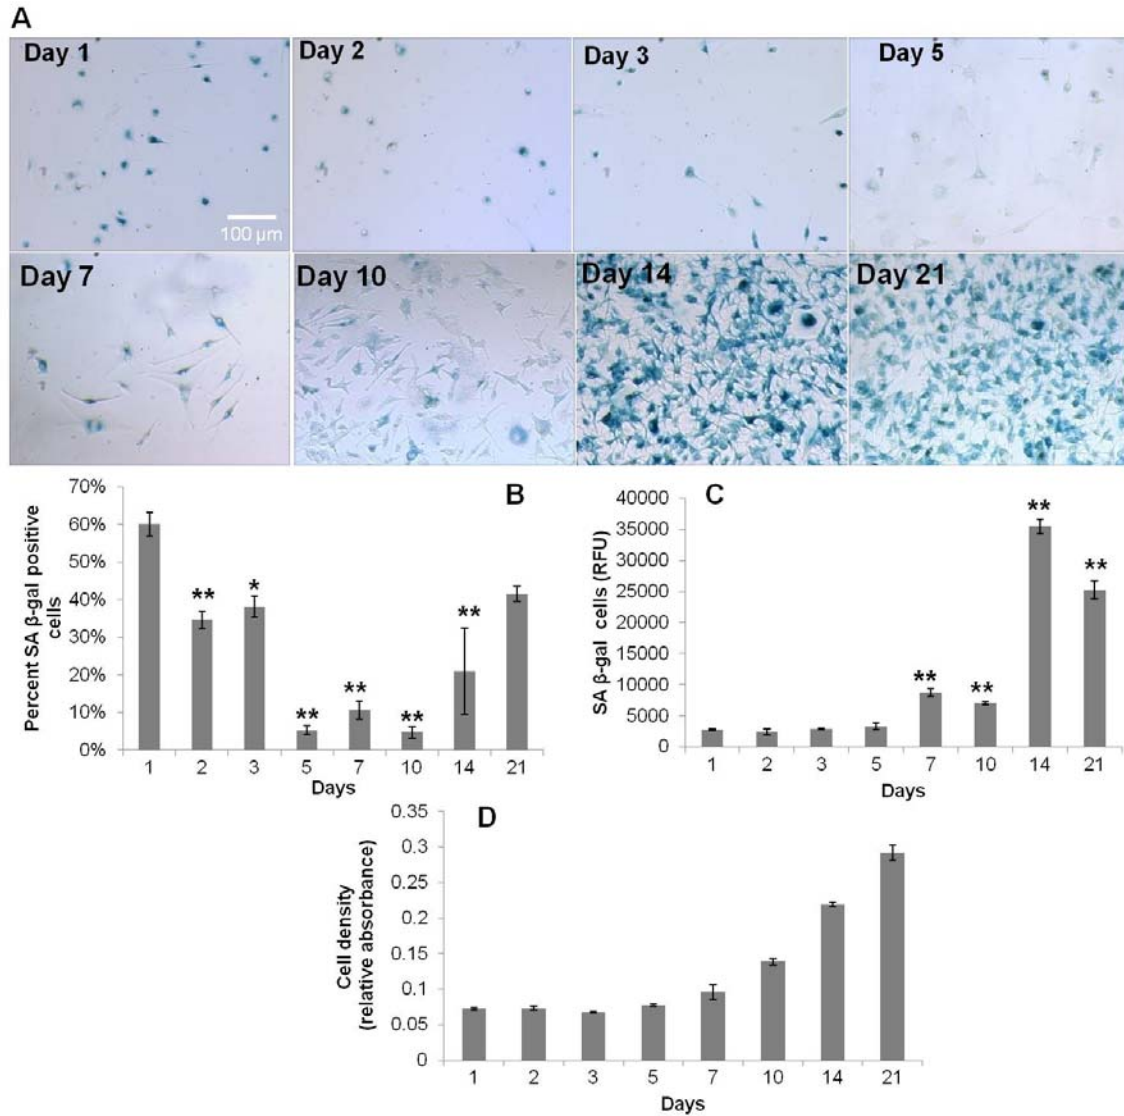 A
Day 1
Day 2
Day 3
Day 5
100 µm
Day 7
Day 10
Day 14
Day 21
B
Percent SA β-gal positive
cells
70%
60%
50%
40%
30%
20%
10%
0%
**
*
**
**
**
**
1 2 3 5 7 10 14 21
Days
C
SA β-gal cells (RFU)
40000
35000
30000
25000
20000
15000
10000
5000
0
**
**
**
**
1 2 3 5 7 10 14 21
Days
D
Cell density
(relative absorbance)
0.35
0.3
0.25
0.2
0.15
0.1
0.05
0
1 2 3 5 7 10 14 21
Days